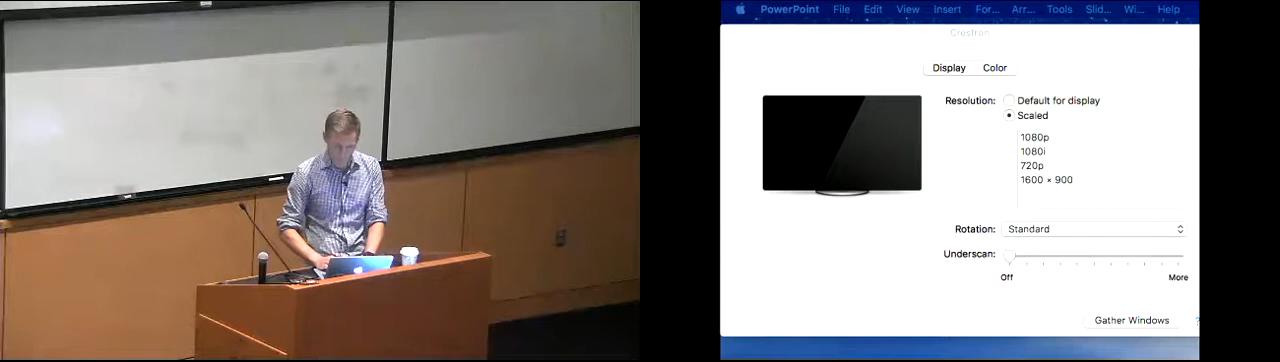 PowerPoint File Edit View Insert For... Arr... Tools Slid... Wi... Help
Crestron
Display Color
Resolution: Default for display
Scaled
1080p
1080i
720p
1600 × 900
Rotation: Standard
Underscan:
Off More
Gather Windows ?